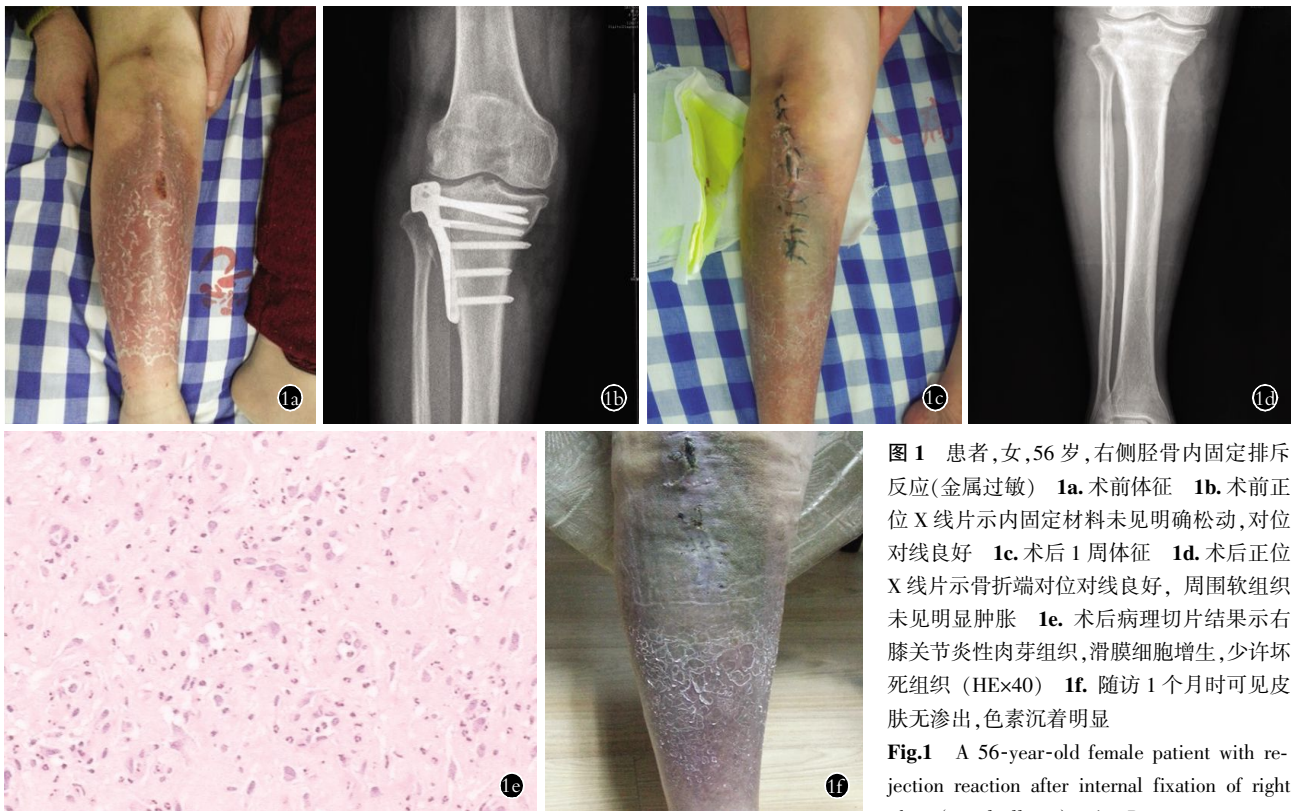 1a
1b
1c
1d
1e
1f
图 1 患者,女,56 岁,右侧胫骨内固定排斥
反应(金属过敏) 1a. 术前体征 1b. 术前正
位 X 线片示内固定材料未见明确松动,对位
对线良好 1c. 术后 1 周体征 1d. 术后正位
X 线片示骨折端对位对线良好, 周围软组织
未见明显肿胀 1e. 术后病理切片结果示右
膝关节炎性肉芽组织,滑膜细胞增生,少许坏
死组织 (HE×40) 1f. 随访 1 个月时可见皮
肤无渗出,色素沉着明显
Fig.1 A 56-year-old female patient with re-
jection reaction after internal fixation of right